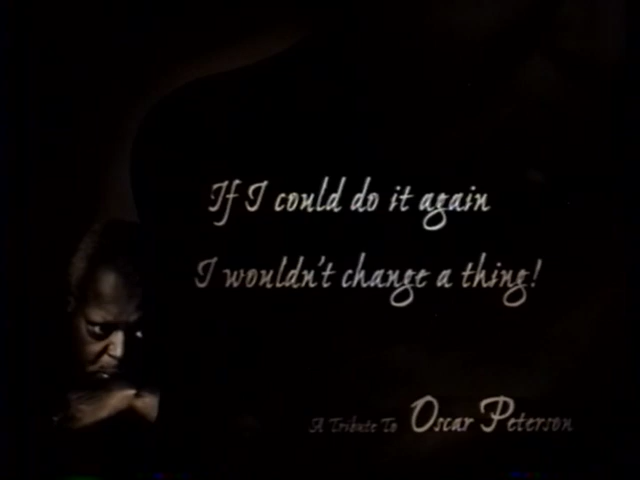 If I could do it again
I wouldn't change a thing!
A Tribute To Oscar Peterson